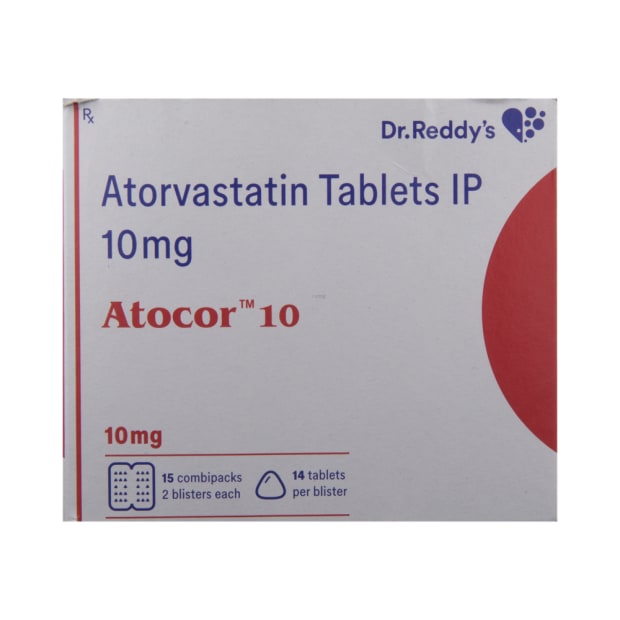 Rx
Dr.Reddy's
Atorvastatin Tablets IP
10mg
Atocor™ 10
10mg
15 combipacks
2 blisters each
14 tablets
per blister